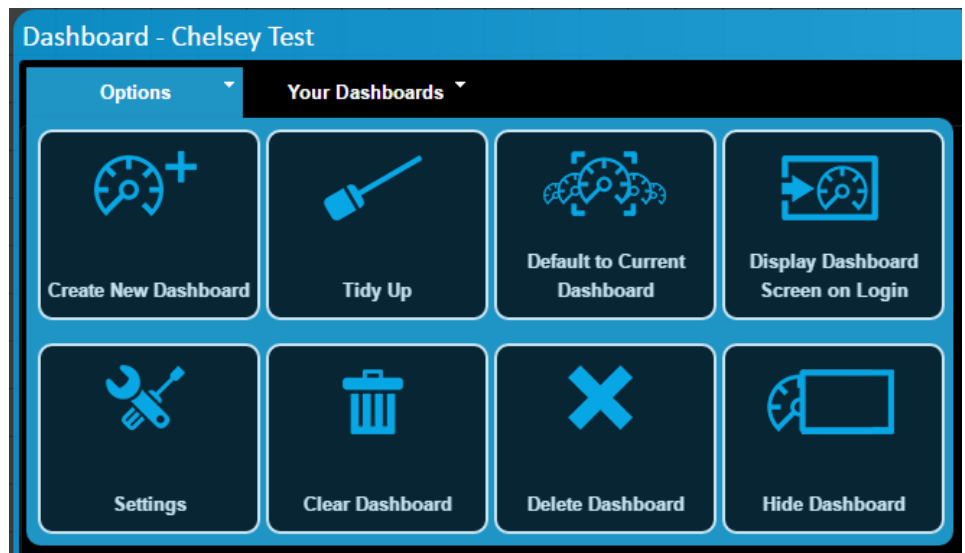 Dashboard - Chelsey Test
Options
Your Dashboards
Create New Dashboard
Tidy Up
Default to Current
Dashboard
Display Dashboard
Screen on Login
Settings
Clear Dashboard
Delete Dashboard
Hide Dashboard